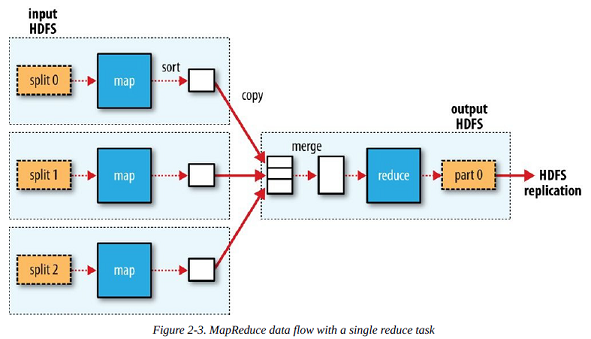 input
HDFS
split 0
map
sort
copy
split 1
map
merge
reduce
output
HDFS
part 0
HDFS
replication
split 2
map
Figure 2-3. MapReduce data flow with a single reduce task